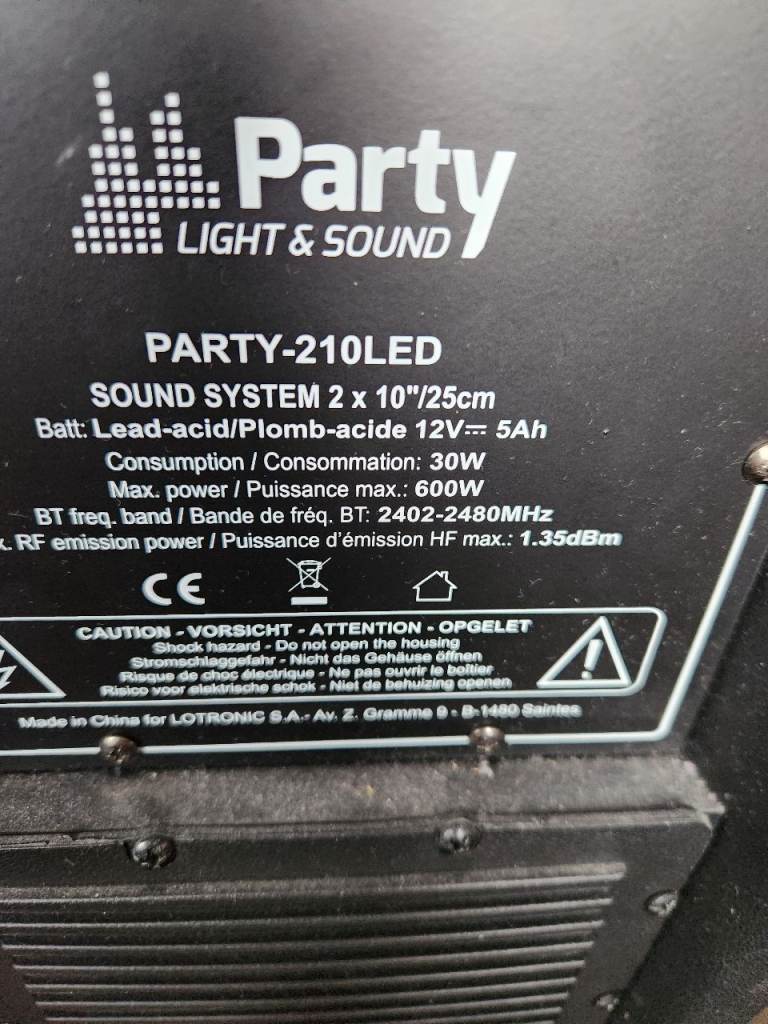 Party
LIGHT & SOUND
PARTY-210LED
SOUND SYSTEM 2 x 10"/25cm
Batt: Lead-acid/Plomb-acide 12V⎓ 5Ah
Consumption / Consommation: 30W
Max. power / Puissance max.: 600W
BT freq. band / Bande de fréq. BT: 2402-2480MHz
x. RF emission power / Puissance d'émission HF max.: 1.35dBm
CE
CAUTION - VORSICHT - ATTENTION - OPGELET
Shock hazard - Do not open the housing
Stromschlaggefahr - Nicht das Gehäuse öffnen
Risque de choc électrique - Ne pas ouvrir le boîtier
Risico voor elektrische schok - Niet de behuizing openen
Made in China for LOTRONIC S.A - Av. Z. Gramme 9 - B-1480 Saintes